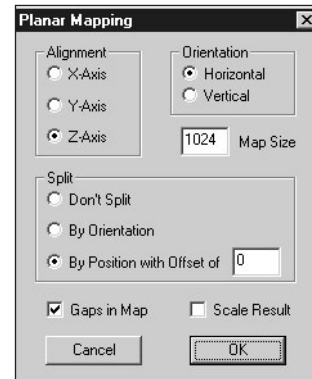 Planar Mapping
Alignment
X-Axis
Y-Axis
Z-Axis
Orientation
Horizontal
Vertical
1024 Map Size
Split
Don't Split
By Orientation
By Position with Offset of 0
Gaps in Map
Scale Result
Cancel
OK